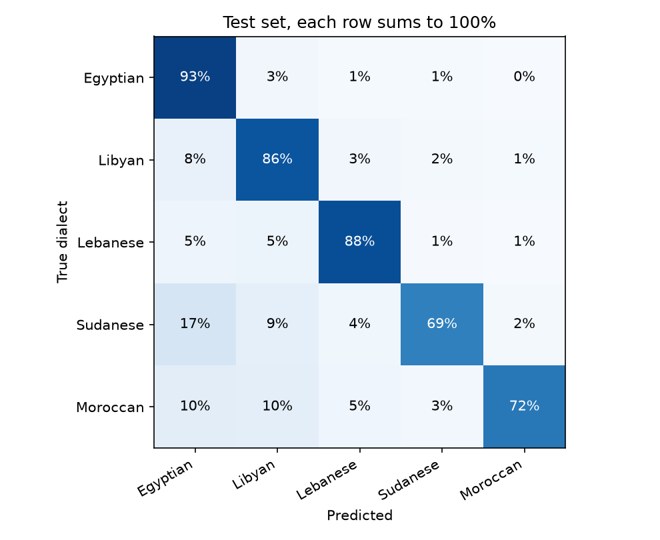 Test set, each row sums to 100%
True dialect
Egyptian 93% 3% 1% 1% 0%
Libyan 8% 86% 3% 2% 1%
Lebanese 5% 5% 88% 1% 1%
Sudanese 17% 9% 4% 69% 2%
Moroccan 10% 10% 5% 3% 72%
Egyptian Libyan Lebanese Sudanese Moroccan
Predicted